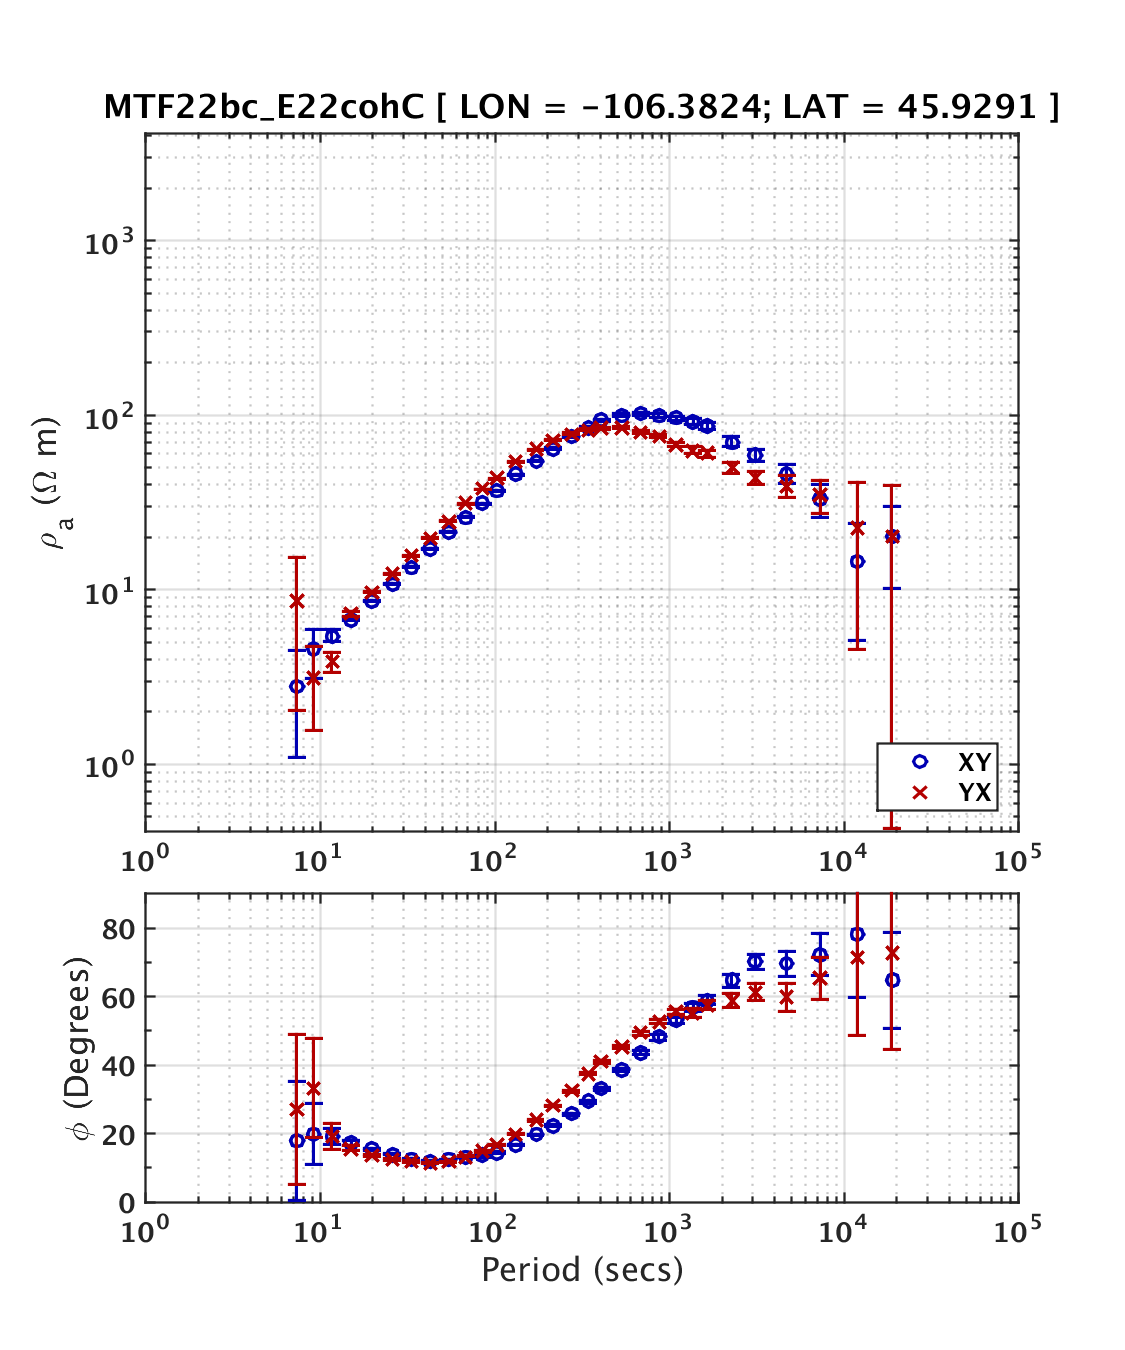 MTF22bc_E22cohC [ LON = -106.3824; LAT = 45.9291 ]
10³
10²
10¹
10⁰
ρa (Ω m)
XY
YX
10⁰ 10¹ 10² 10³ 10⁴ 10⁵
80
60
40
20
0
ϕ (Degrees)
10⁰ 10¹ 10² 10³ 10⁴ 10⁵
Period (secs)